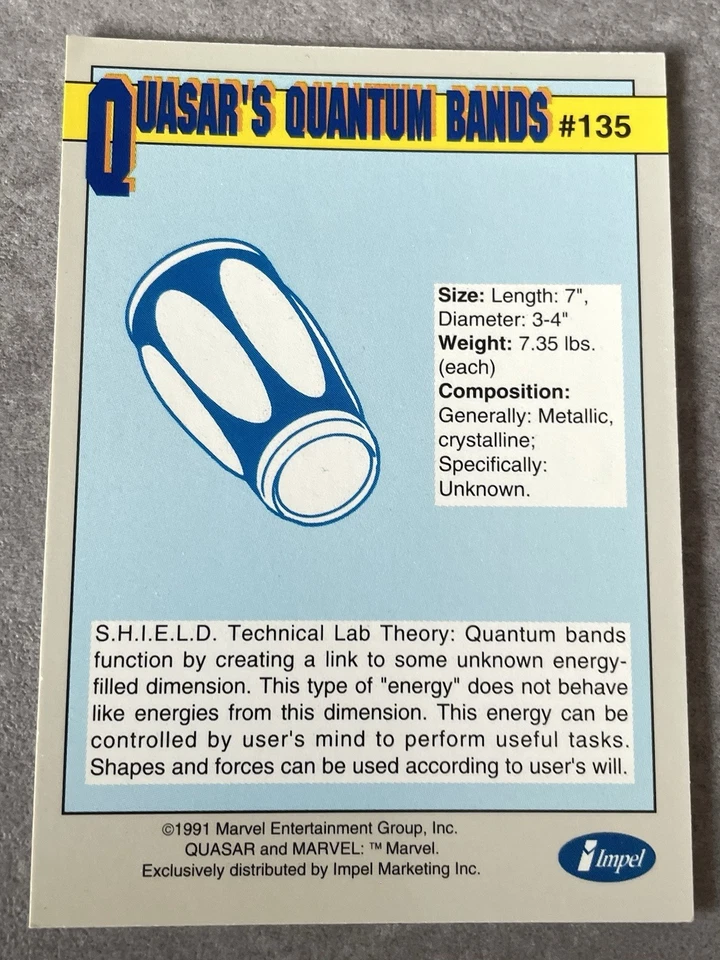 QUASAR'S QUANTUM BANDS #135
Size: Length: 7",
Diameter: 3-4"
Weight: 7.35 lbs.
(each)
Composition:
Generally: Metallic,
crystalline;
Specifically:
Unknown.
S.H.I.E.L.D. Technical Lab Theory: Quantum bands
function by creating a link to some unknown energy-
filled dimension. This type of "energy" does not behave
like energies from this dimension. This energy can be
controlled by user's mind to perform useful tasks.
Shapes and forces can be used according to user's will.
©1991 Marvel Entertainment Group, Inc.
QUASAR and MARVEL: ™ Marvel.
Exclusively distributed by Impel Marketing Inc.
Impel